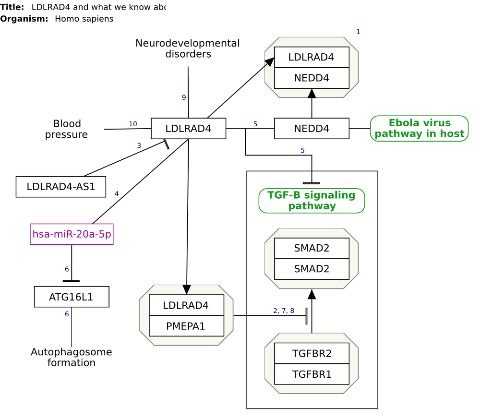 Title: LDLRAD4 and what we know abo
Organism: Homo sapiens
1
Neurodevelopmental
disorders
LDLRAD4
NEDD4
9
Blood
pressure
10
LDLRAD4
5
NEDD4
Ebola virus
pathway in host
3
5
LDLRAD4-AS1
4
TGF-B signaling
pathway
hsa-miR-20a-5p
SMAD2
SMAD2
6
ATG16L1
LDLRAD4
PMEPA1
2, 7, 8
6
Autophagosome
formation
TGFBR2
TGFBR1